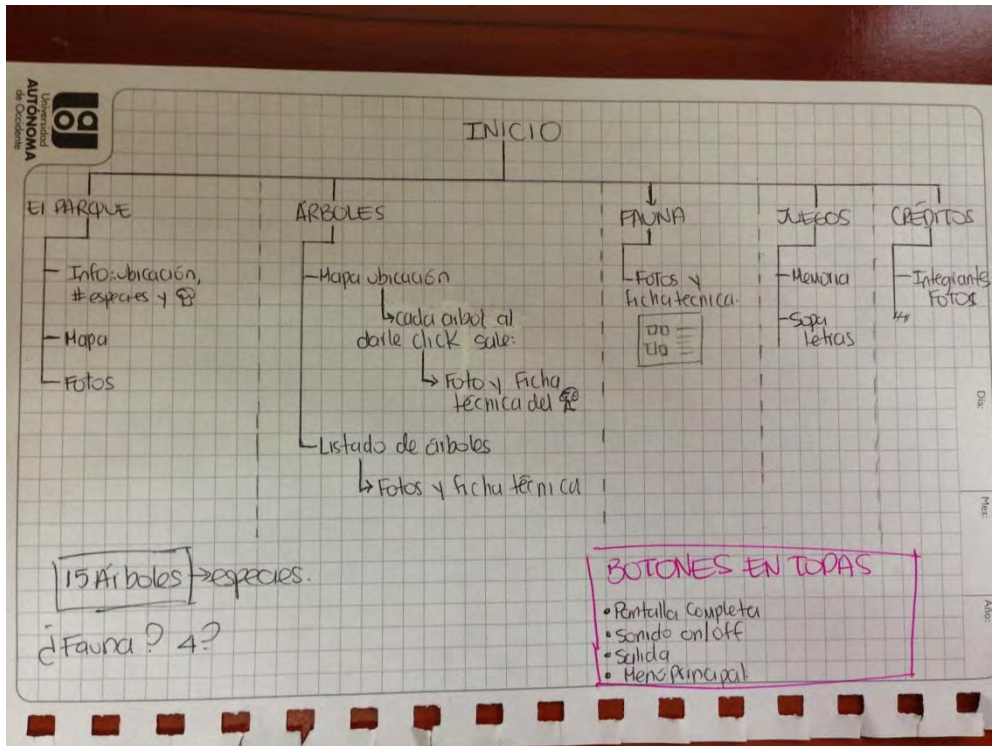 Universidad
AUTÓNOMA
de Occidente
INICIO
El PARQUE
Info: ubicación,
#especies y
Mapa
Fotos
ÁRBOLES
Mapa ubicación
cada arbol al
darle click sale:
Foto y Ficha
técnica del
Listado de árboles
Fotos y ficha técnica
FAUNA
Fotos y
ficha tecnica.
JUEGOS
Memoria
Sopa
Letras
CRÉDITOS
Integrantes
FOTOS
15 Árboles → especies.
¿Fauna? 4?
BOTONES EN TODAS
• Pantalla Completa
• Sonido on/off
• Salida
• Menú principal
Día:
Mes:
Año: